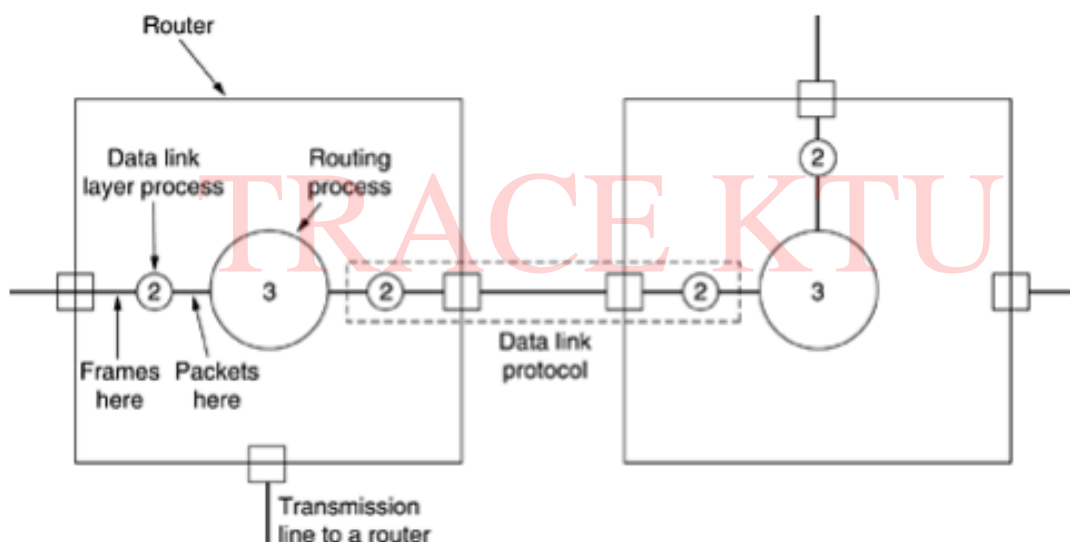 Router
Data link
layer process
Routing
process
TRACE KTU
2
2
3
2
2
3
Frames
here
Packets
here
Data link
protocol
Transmission
line to a router